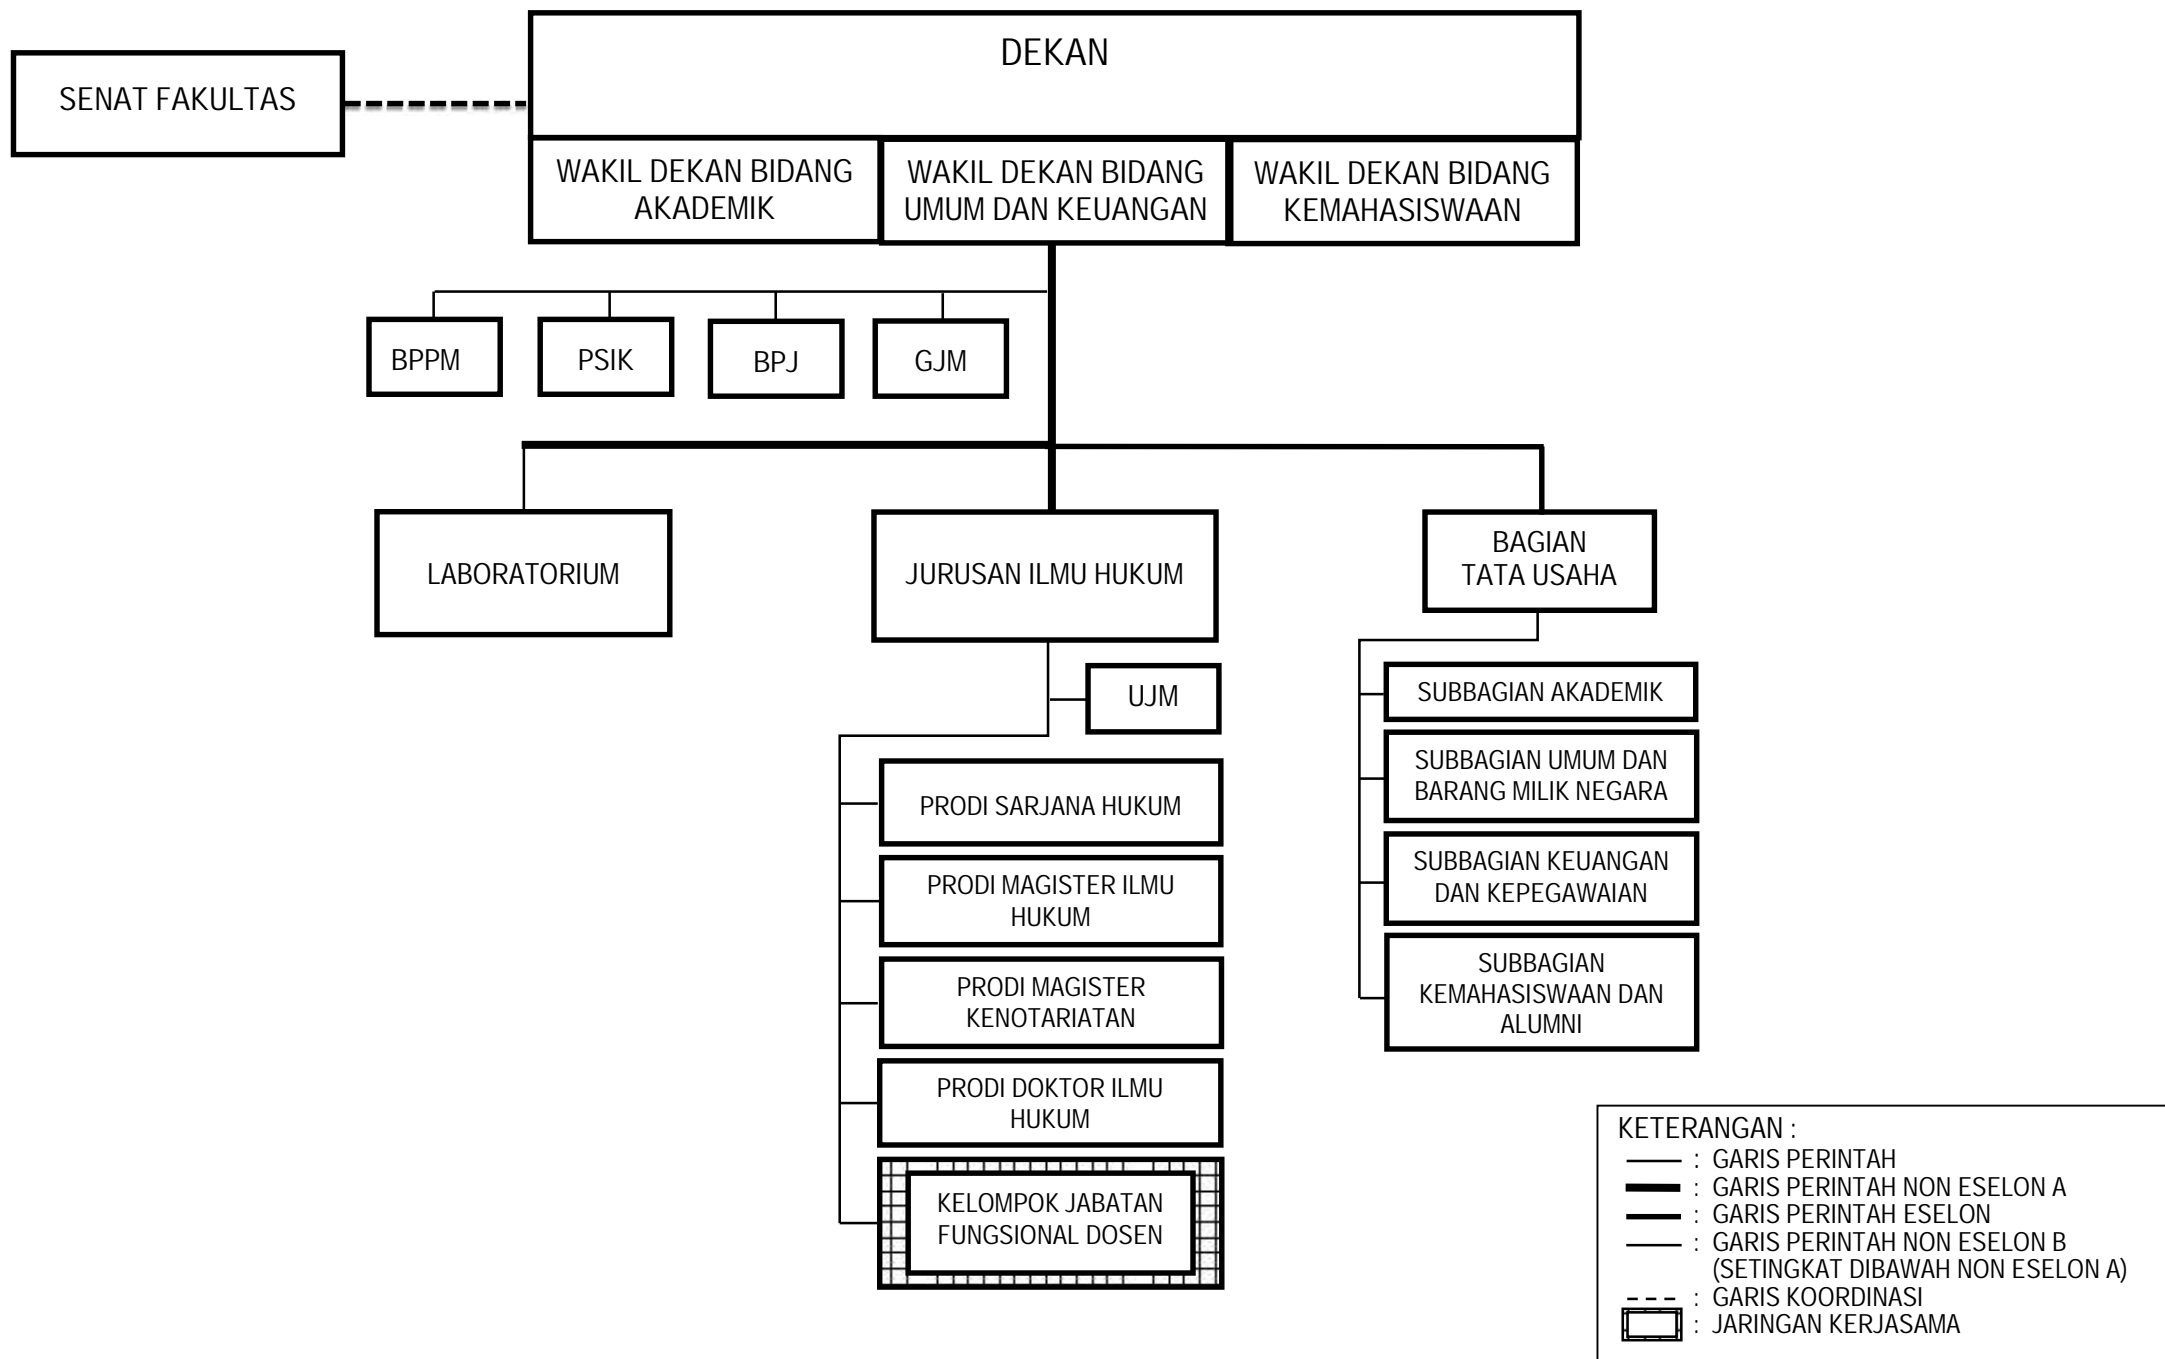 DEKAN
SENAT FAKULTAS
WAKIL DEKAN BIDANG
AKADEMIK
WAKIL DEKAN BIDANG
UMUM DAN KEUANGAN
WAKIL DEKAN BIDANG
KEMAHASISWAAN
BPPM
PSIK
BPJ
GJM
LABORATORIUM
JURUSAN ILMU HUKUM
BAGIAN
TATA USAHA
UJM
PRODI SARJANA HUKUM
PRODI MAGISTER ILMU
HUKUM
PRODI MAGISTER
KENOTARIATAN
PRODI DOKTOR ILMU
HUKUM
KELOMPOK JABATAN
FUNGSIONAL DOSEN
SUBBAGIAN AKADEMIK
SUBBAGIAN UMUM DAN
BARANG MILIK NEGARA
SUBBAGIAN KEUANGAN
DAN KEPEGAWAIAN
SUBBAGIAN
KEMAHASISWAAN DAN
ALUMNI
KETERANGAN :
: GARIS PERINTAH
: GARIS PERINTAH NON ESELON A
: GARIS PERINTAH ESELON
: GARIS PERINTAH NON ESELON B
(SETINGKAT DIBAWAH NON ESELON A)
: GARIS KOORDINASI
: JARINGAN KERJASAMA